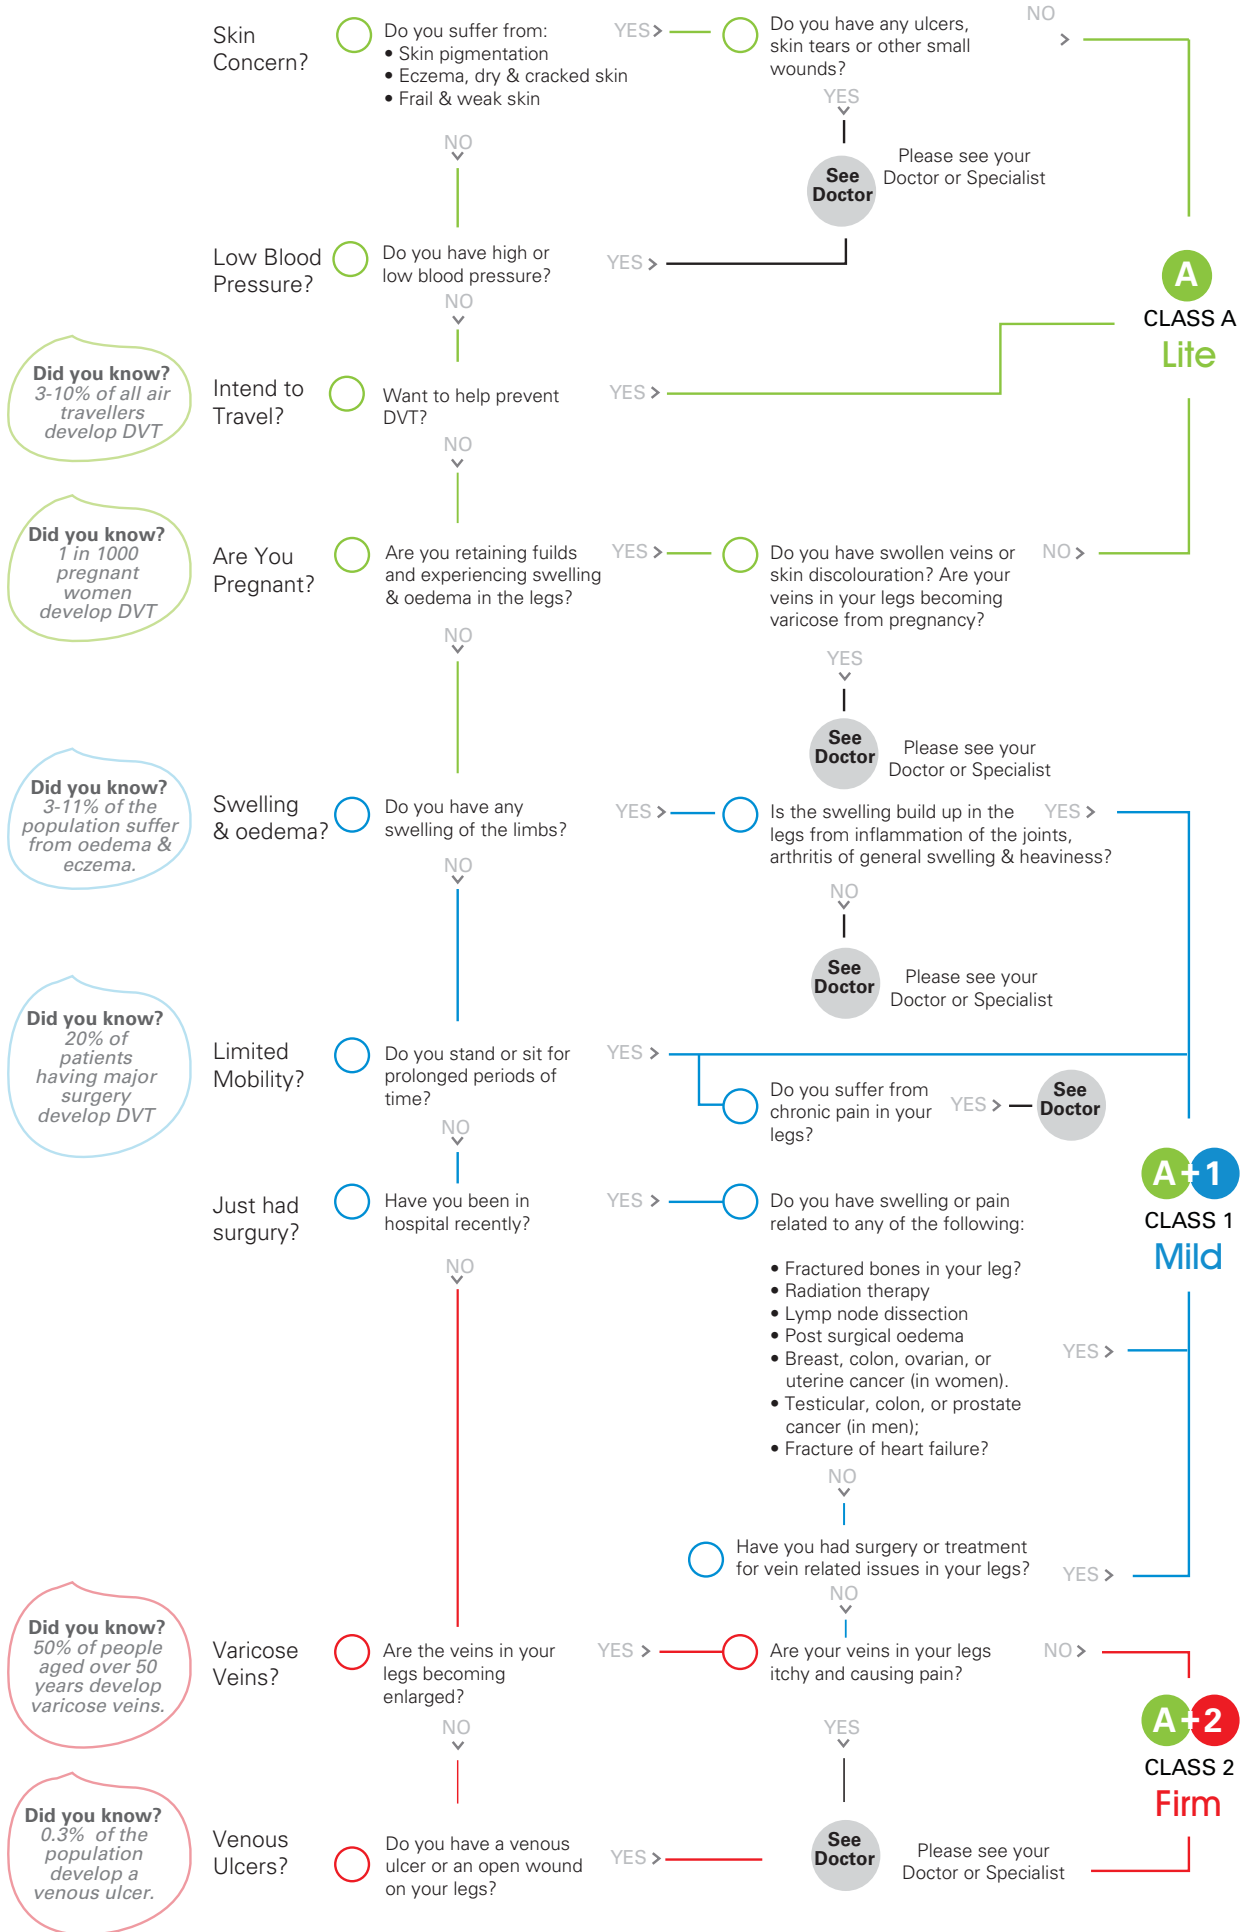 Skin
Concern?
Do you suffer from:
• Skin pigmentation
• Eczema, dry & cracked skin
• Frail & weak skin
YES >
Do you have any ulcers,
skin tears or other small
wounds?
NO
>
YES
NO
See
Doctor
Please see your
Doctor or Specialist
Low Blood
Pressure?
Do you have high or
low blood pressure?
YES >
NO
A
CLASS A
Lite
Did you know?
3-10% of all air
travellers
develop DVT
Intend to
Travel?
Want to help prevent
DVT?
YES >
NO
Did you know?
1 in 1000
pregnant
women
develop DVT
Are You
Pregnant?
Are you retaining fuilds
and experiencing swelling
& oedema in the legs?
YES >
Do you have swollen veins or
skin discolouration? Are your
veins in your legs becoming
varicose from pregnancy?
NO >
NO
YES
See
Doctor
Please see your
Doctor or Specialist
Did you know?
3-11% of the
population suffer
from oedema &
eczema.
Swelling
& oedema?
Do you have any
swelling of the limbs?
YES >
Is the swelling build up in the
legs from inflammation of the joints,
arthritis of general swelling & heaviness?
YES >
NO
NO
See
Doctor
Please see your
Doctor or Specialist
Did you know?
20% of
patients
having major
surgery
develop DVT
Limited
Mobility?
Do you stand or sit for
prolonged periods of
time?
YES >
Do you suffer from
chronic pain in your
legs?
YES >
See
Doctor
NO
A+1
CLASS 1
Mild
Just had
surgury?
Have you been in
hospital recently?
YES >
Do you have swelling or pain
related to any of the following:
• Fractured bones in your leg?
• Radiation therapy
• Lymp node dissection
• Post surgical oedema
• Breast, colon, ovarian, or
uterine cancer (in women).
• Testicular, colon, or prostate
cancer (in men);
• Fracture of heart failure?
YES >
NO
NO
Have you had surgery or treatment
for vein related issues in your legs?
YES >
NO
Did you know?
50% of people
aged over 50
years develop
varicose veins.
Varicose
Veins?
Are the veins in your
legs becoming
enlarged?
YES >
Are your veins in your legs
itchy and causing pain?
NO >
NO
YES
A+2
CLASS 2
Firm
Did you know?
0.3% of the
population
develop a
venous ulcer.
Venous
Ulcers?
Do you have a venous
ulcer or an open wound
on your legs?
YES >
See
Doctor
Please see your
Doctor or Specialist